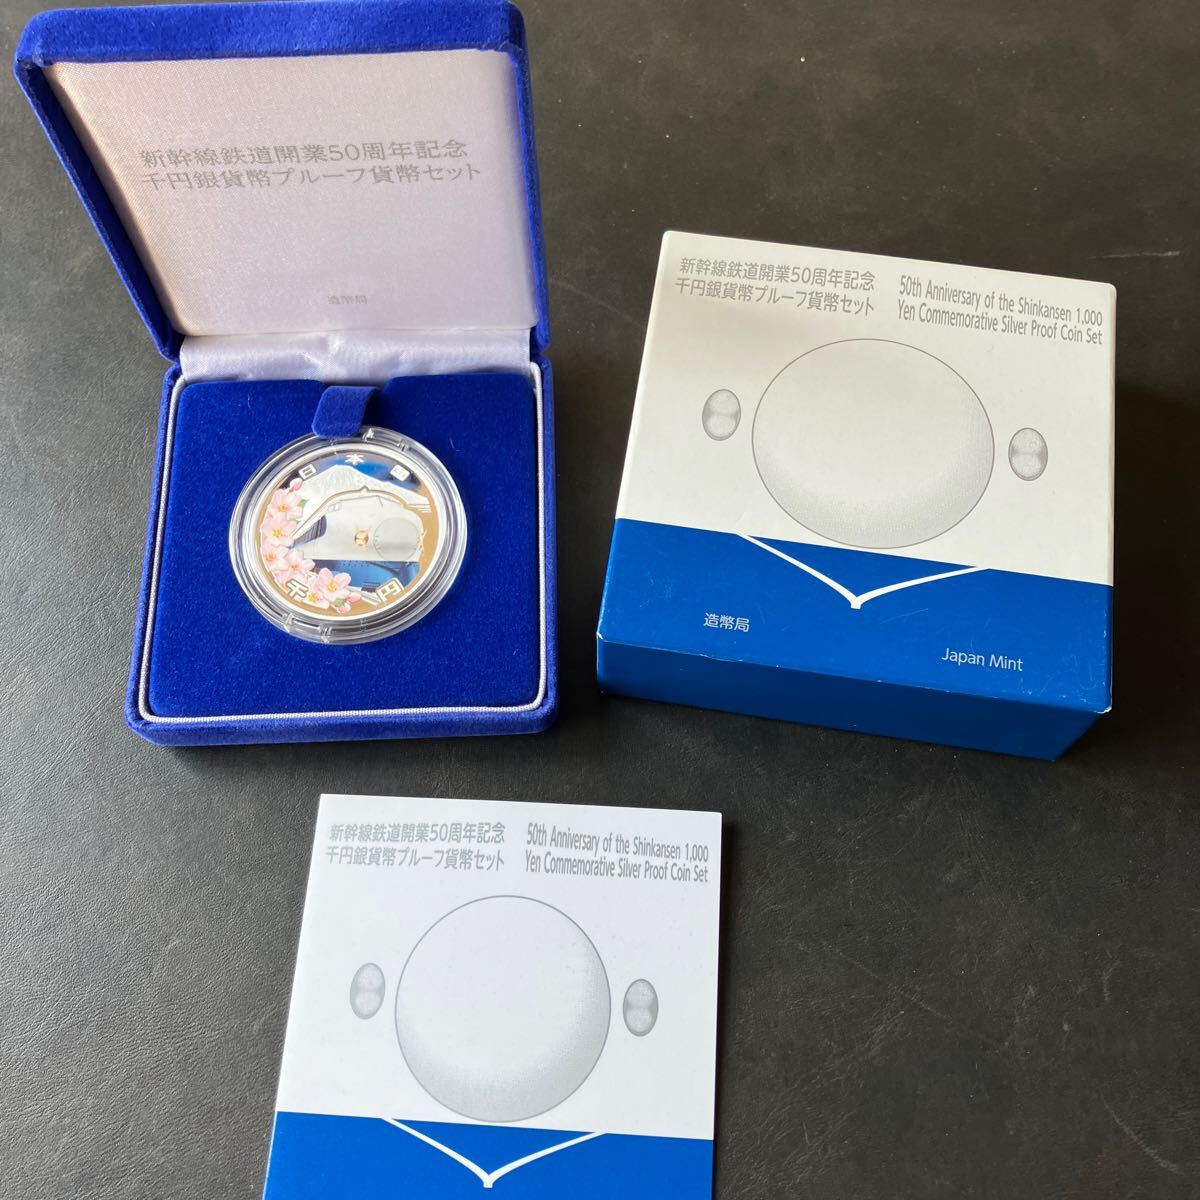 新幹線鉄道開業50周年記念
千円銀貨幣プルーフ貨幣セット
造幣局
日本国
千円
新幹線鉄道開業50周年記念
千円銀貨幣プルーフ貨幣セット
50th Anniversary of the Shinkansen 1,000
Yen Commemorative Silver Proof Coin Set
造幣局
Japan Mint
新幹線鉄道開業50周年記念
千円銀貨幣プルーフ貨幣セット
50th Anniversary of the Shinkansen 1,000
Yen Commemorative Silver Proof Coin Set